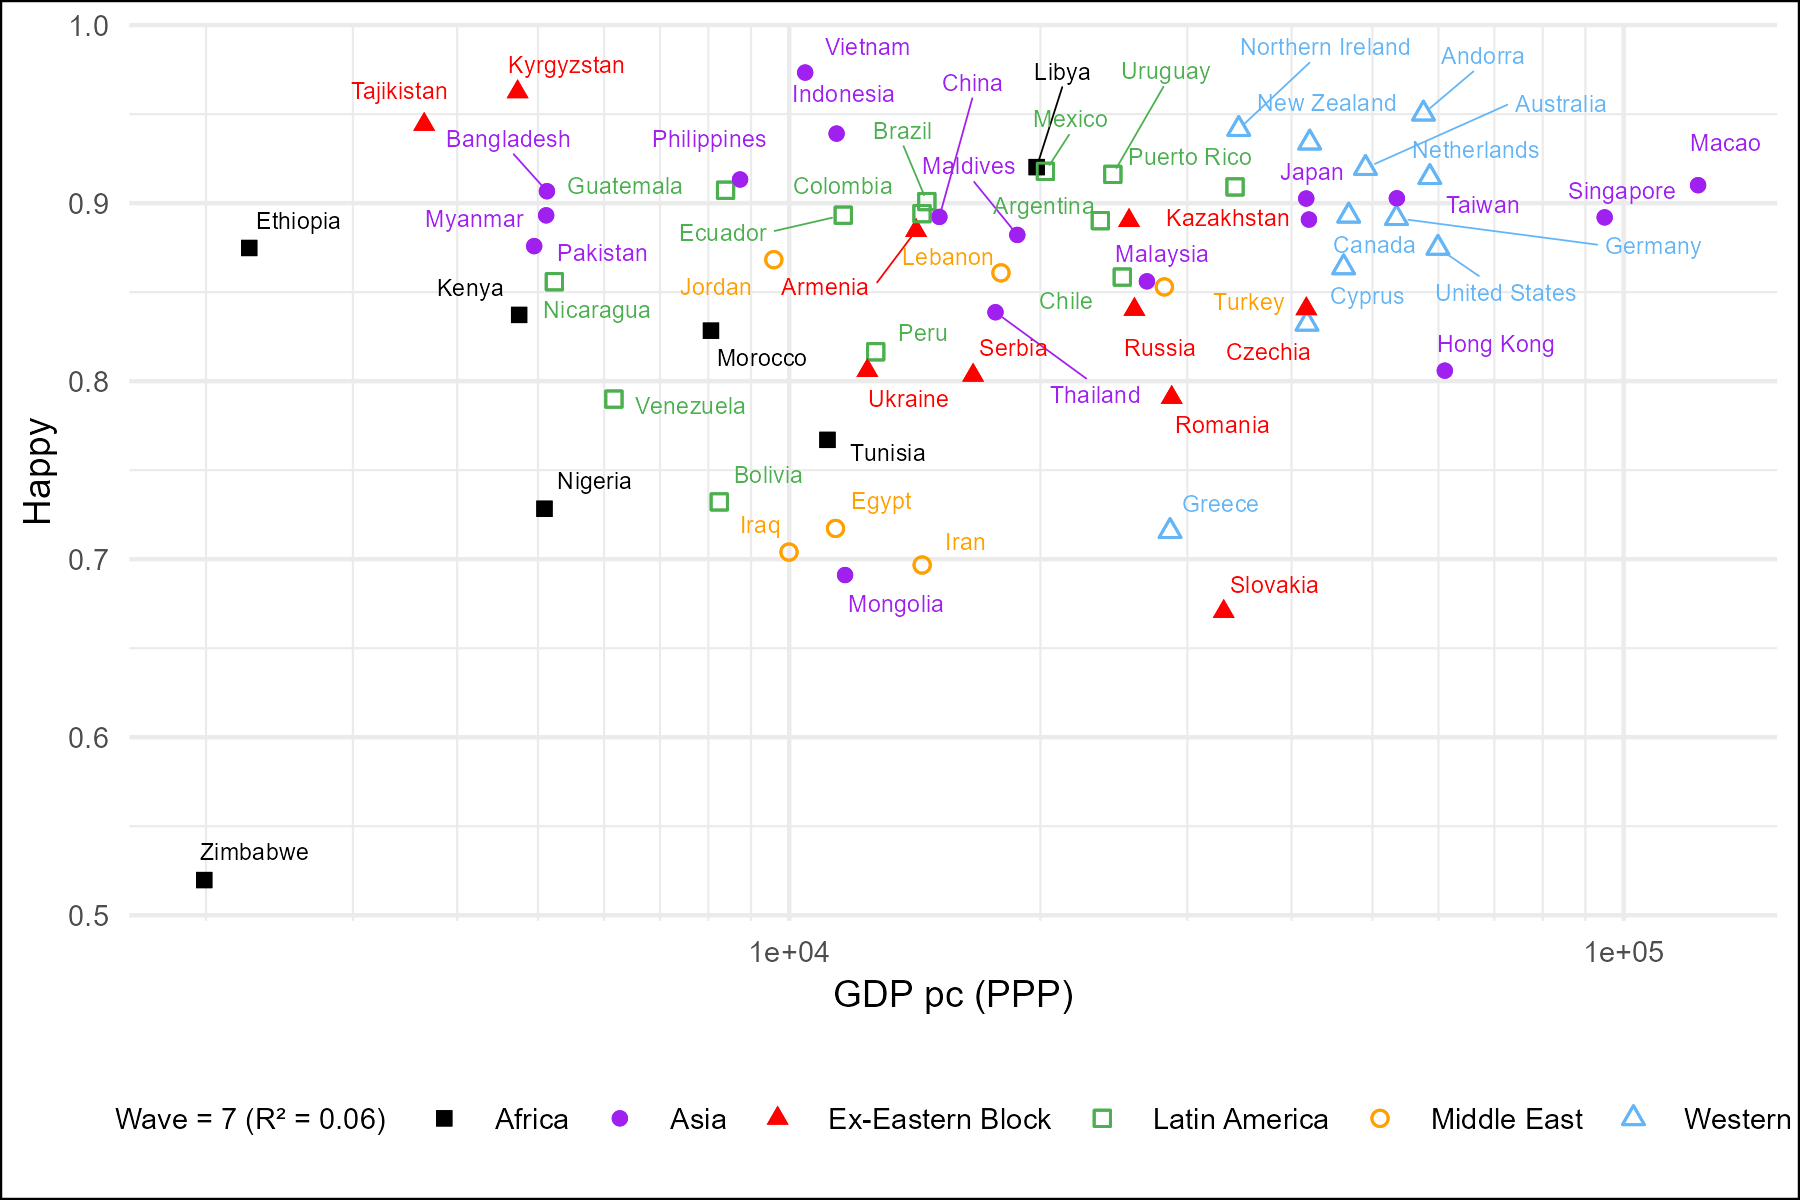 1.0
0.9
0.8
0.7
0.6
0.5
Happy
Vietnam
Northern Ireland
Andorra
Kyrgyzstan
Libya
Uruguay
China
Tajikistan
Indonesia
New Zealand
Australia
Mexico
Brazil
Bangladesh
Philippines
Macao
Netherlands
Puerto Rico
Maldives
Japan
Guatemala
Colombia
Singapore
Argentina
Taiwan
Ethiopia
Myanmar
Kazakhstan
Ecuador
Canada
Germany
Pakistan
Malaysia
Lebanon
Kenya
Jordan
Armenia
Chile
Turkey
Cyprus
United States
Nicaragua
Peru
Hong Kong
Serbia
Russia
Czechia
Morocco
Ukraine
Thailand
Venezuela
Romania
Tunisia
Bolivia
Nigeria
Egypt
Greece
Iraq
Iran
Slovakia
Mongolia
Zimbabwe
1e+04
1e+05
GDP pc (PPP)
Wave = 7 (R² = 0.06)
Africa
Asia
Ex-Eastern Block
Latin America
Middle East
Western